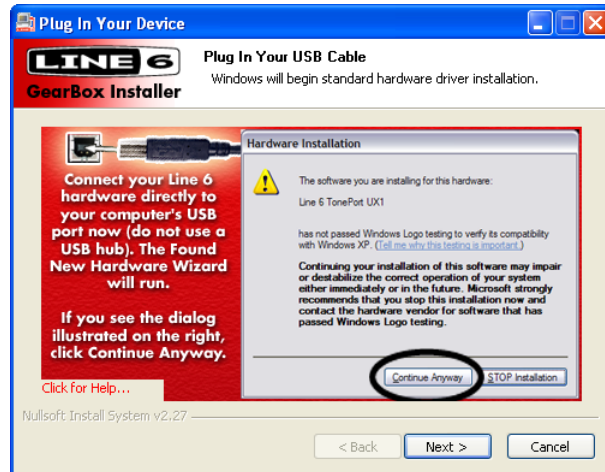 Plug In Your Device
LINE 6
GearBox Installer
Plug In Your USB Cable
Windows will begin standard hardware driver installation.
Connect your Line 6
hardware directly to
your computer's USB
port now (do not use a
USB hub). The Found
New Hardware Wizard
will run.
If you see the dialog
illustrated on the right,
click Continue Anyway.
Click for Help...
Hardware Installation
The software you are installing for this hardware:
Line 6 TonePort UX1
has not passed Windows Logo testing to verify its compatibility
with Windows XP. (Tell me why this testing is important.)
Continuing your installation of this software may impair
or destabilize the correct operation of your system
either immediately or in the future. Microsoft strongly
recommends that you stop this installation now and
contact the hardware vendor for software that has
passed Windows Logo testing.
Continue Anyway STOP Installation
Nullsoft Install System v2.27
< Back Next > Cancel